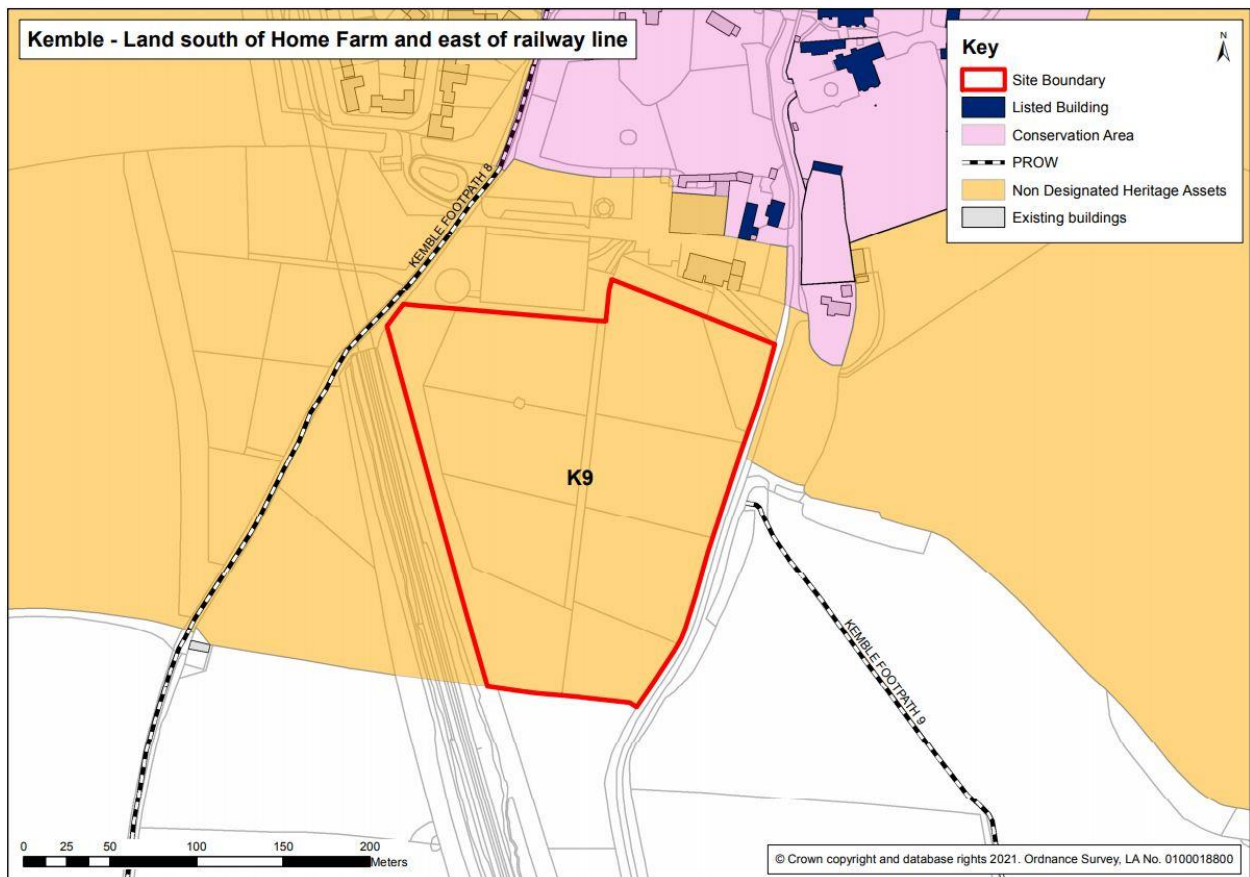 Kemble - Land south of Home Farm and east of railway line
Key
N
Site Boundary
Listed Building
Conservation Area
PROW
Non Designated Heritage Assets
Existing buildings
KEMBLE FOOTPATH 8
K9
KEMBLE FOOTPATH 9
0 25 50 100 150 200
Meters
© Crown copyright and database rights 2021. Ordnance Survey, LA No. 0100018800